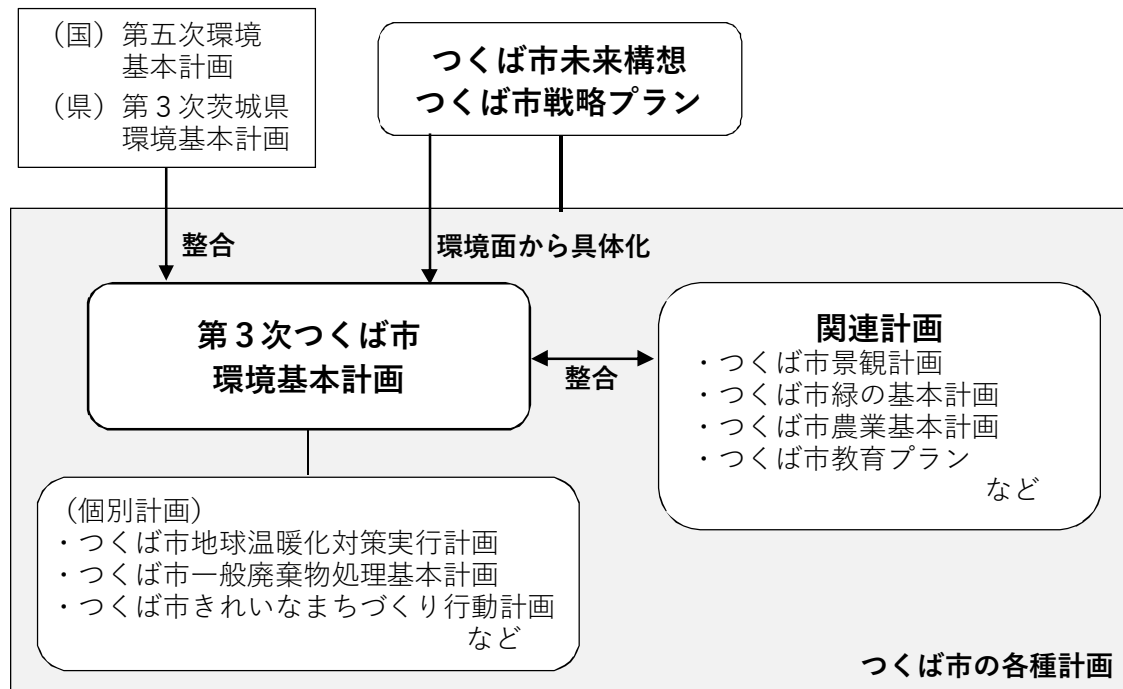 （国）第五次環境
基本計画
（県）第３次茨城県
環境基本計画
つくば市未来構想
つくば市戦略プラン
整合
環境面から具体化
第３次つくば市
環境基本計画
整合
関連計画
・つくば市景観計画
・つくば市緑の基本計画
・つくば市農業基本計画
・つくば市教育プラン
など
（個別計画）
・つくば市地球温暖化対策実行計画
・つくば市一般廃棄物処理基本計画
・つくば市きれいなまちづくり行動計画
など
つくば市の各種計画